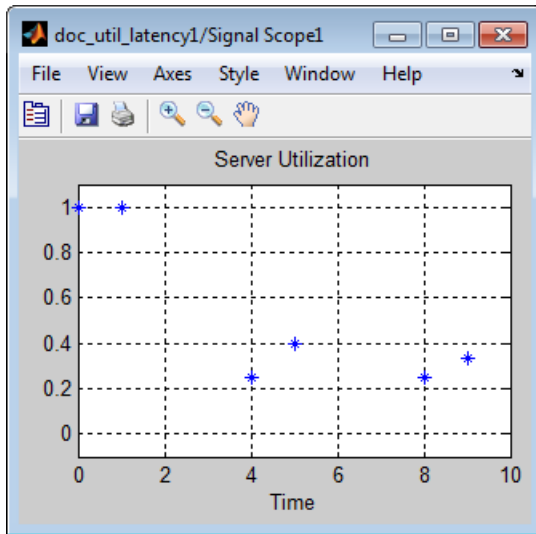 doc_util_latency1/Signal Scope1
File View Axes Style Window Help
Server Utilization
1
0.8
0.6
0.4
0.2
0
0 2 4 6 8 10
Time